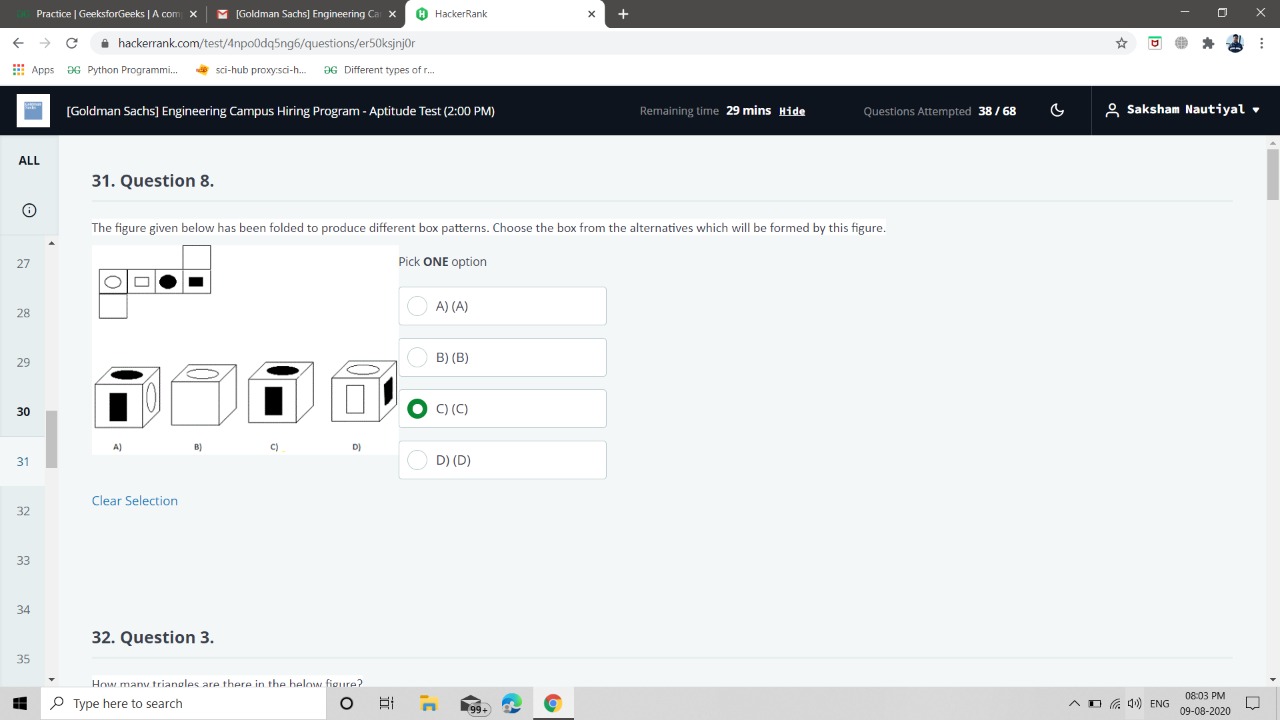 Practice | GeeksforGeeks | A com
[Goldman Sachs] Engineering Ca
HackerRank
hackerrank.com/test/4npo0dq5ng6/questions/er50ksjnj0r
Apps
Python Programmi...
sci-hub proxy:sci-h...
Different types of r...
[Goldman Sachs] Engineering Campus Hiring Program - Aptitude Test (2:00 PM)
Remaining time 29 mins Hide
Questions Attempted 38 / 68
Saksham Nautiyal
ALL
27
28
29
30
31
32
33
34
35
31. Question 8.
The figure given below has been folded to produce different box patterns. Choose the box from the alternatives which will be formed by this figure.
A)
B)
C)
D)
Pick ONE option
A) (A)
B) (B)
C) (C)
D) (D)
Clear Selection
32. Question 3.
How many triangles are there in the below figure?
Type here to search
99+
ENG
08:03 PM
09-08-2020